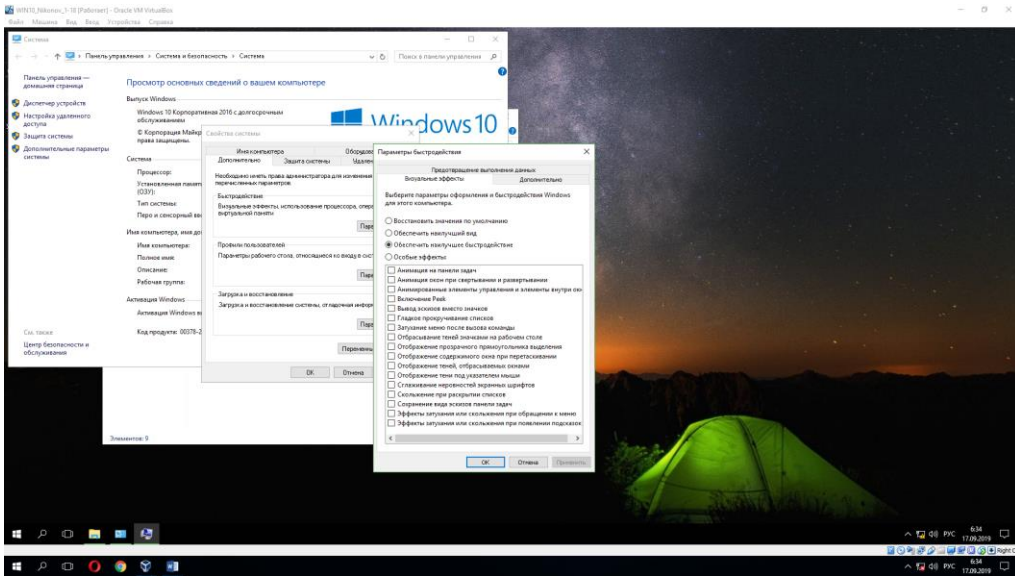 WIN10_Nikonov_1-18 [Работает] - Oracle VM VirtualBox
Файл Машина Вид Ввод Устройства Справка
Система
Панель управления › Система и безопасность › Система
Поиск в панели управления
Панель управления —
домашняя страница
Диспетчер устройств
Настройка удаленного
доступа
Защита системы
Дополнительные параметры
системы
См. также
Центр безопасности и
обслуживания
Просмотр основных сведений о вашем компьютере
Выпуск Windows
Windows 10 Корпоративная 2016 с долгосрочным
обслуживанием
© Корпорация Майкр
права защищены.
Windows 10
Система
Процессор:
Установленная памят
(ОЗУ):
Тип системы:
Перо и сенсорный вв
Имя компьютера, имя до
Имя компьютера:
Полное имя:
Описание:
Рабочая группа:
Активация Windows
Активация Windows в
Код продукта: 00378-2
Элементов: 9
Свойства системы
Имя компьютера
Оборудова
Дополнительно
Защита системы
Удален
Необходимо иметь права администратора для изменения
перечисленных параметров.
Быстродействие
Визуальные эффекты, использование процессора, опера
виртуальной памяти
Пара
Профили пользователей
Параметры рабочего стола, относящиеся ко входу в сис
Пара
Загрузка и восстановление
Загрузка и восстановление системы, отладочная информ
Пара
Переменны
ОК
Отмена
Параметры быстродействия
Предотвращение выполнения данных
Визуальные эффекты
Дополнительно
Выберите параметры оформления и быстродействия Windows
для этого компьютера.
Восстановить значения по умолчанию
Обеспечить наилучший вид
Обеспечить наилучшее быстродействие
Особые эффекты:
Анимация на панели задач
Анимация окон при свертывании и развертывании
Анимированные элементы управления и элементы внутри окн
Включение Peek
Вывод эскизов вместо значков
Гладкое прокручивание списков
Затухание меню после вызова команды
Отбрасывание теней значками на рабочем столе
Отображение прозрачного прямоугольника выделения
Отображение содержимого окна при перетаскивании
Отображение теней, отбрасываемых окнами
Отображение тени под указателем мыши
Сглаживание неровностей экранных шрифтов
Скольжение при раскрытии списков
Сохранение вида эскизов панели задач
Эффекты затухания или скольжения при обращении к меню
Эффекты затухания или скольжения при появлении подсказок
ОК
Отмена
Применить
РУС
6:34
17.09.2019
Right C
РУС
6:34
17.09.2019